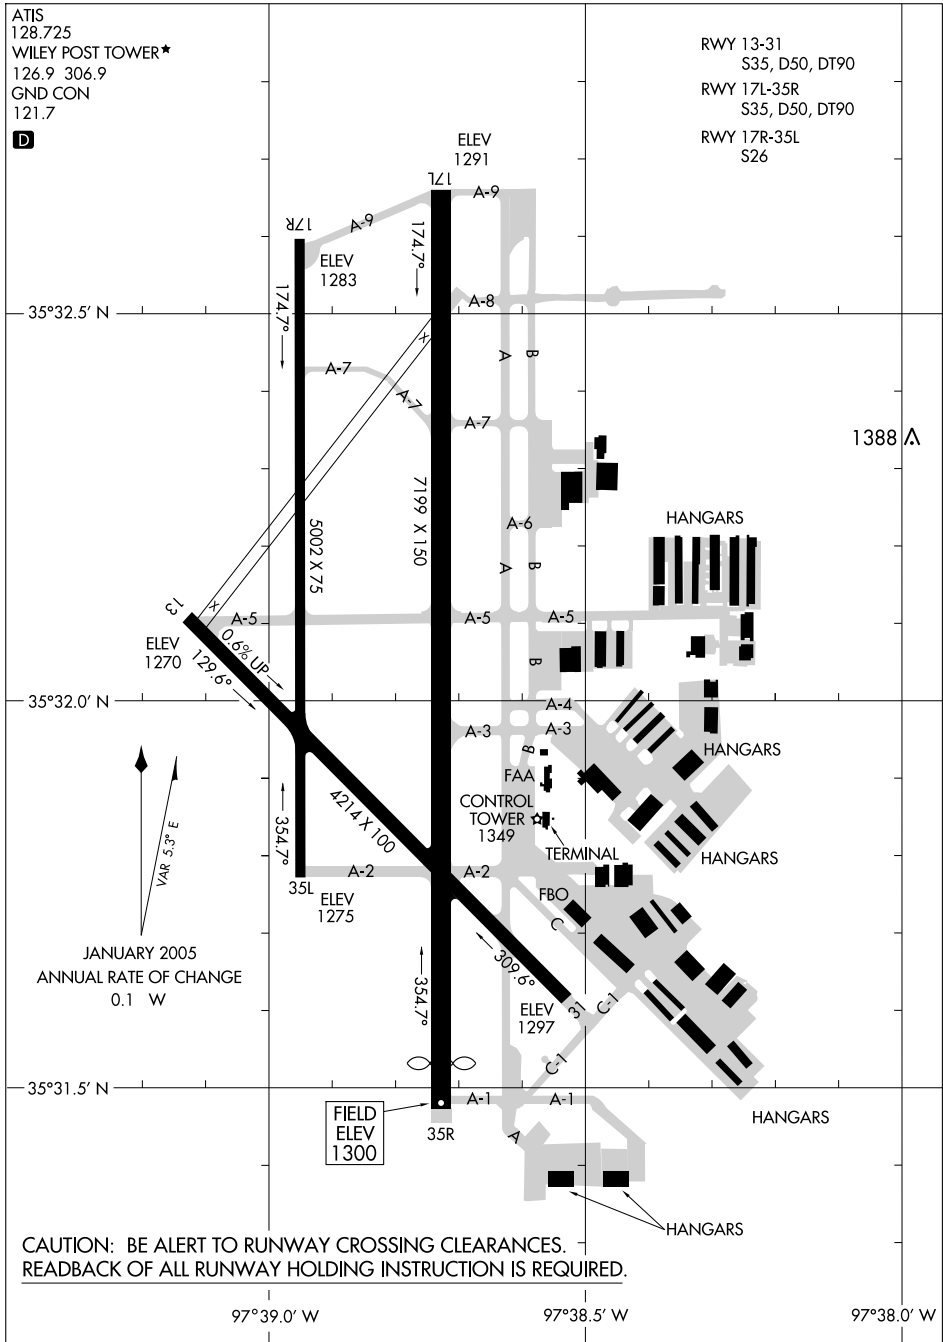 ATIS
128.725
WILEY POST TOWER★
126.9 306.9
GND CON
121.7
D
RWY 13-31
S35, D50, DT90
RWY 17L-35R
S35, D50, DT90
RWY 17R-35L
S26
ELEV
1291
17L
A-9
A-9
17R
ELEV
1283
174.7°
174.7°
A-8
35°32.5' N
X
A
B
A-7
A-7
A-7
1388
7199 X 150
5002 X 75
A-6
HANGARS
A
B
X
13
A-5
A-5
A-5
ELEV
1270
0.6% UP
129.6°
B
35°32.0' N
A-4
A-3
A-3
B
HANGARS
FAA
CONTROL
TOWER
1349
4214 X 100
354.7°
VAR 5.3° E
TERMINAL
HANGARS
A-2
A-2
35L
ELEV
1275
FBO
C
JANUARY 2005
ANNUAL RATE OF CHANGE
0.1 W
354.7°
309.6°
ELEV
1297
31
C-1
C-1
35°31.5' N
A-1
A-1
FIELD
ELEV
1300
35R
A
HANGARS
HANGARS
CAUTION: BE ALERT TO RUNWAY CROSSING CLEARANCES.
READBACK OF ALL RUNWAY HOLDING INSTRUCTION IS REQUIRED.
97°39.0' W
97°38.5' W
97°38.0' W